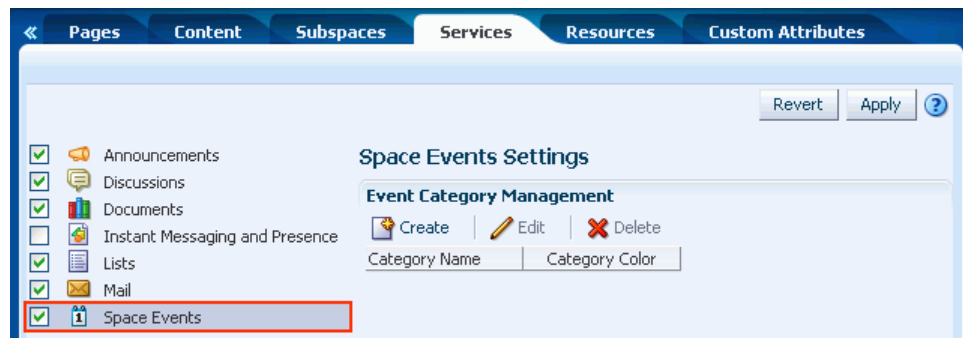 « Pages Content Subspaces Services Resources Custom Attributes
Revert Apply ?
Announcements
Discussions
Documents
Instant Messaging and Presence
Lists
Mail
1 Space Events
Space Events Settings
Event Category Management
Create Edit Delete
Category Name Category Color